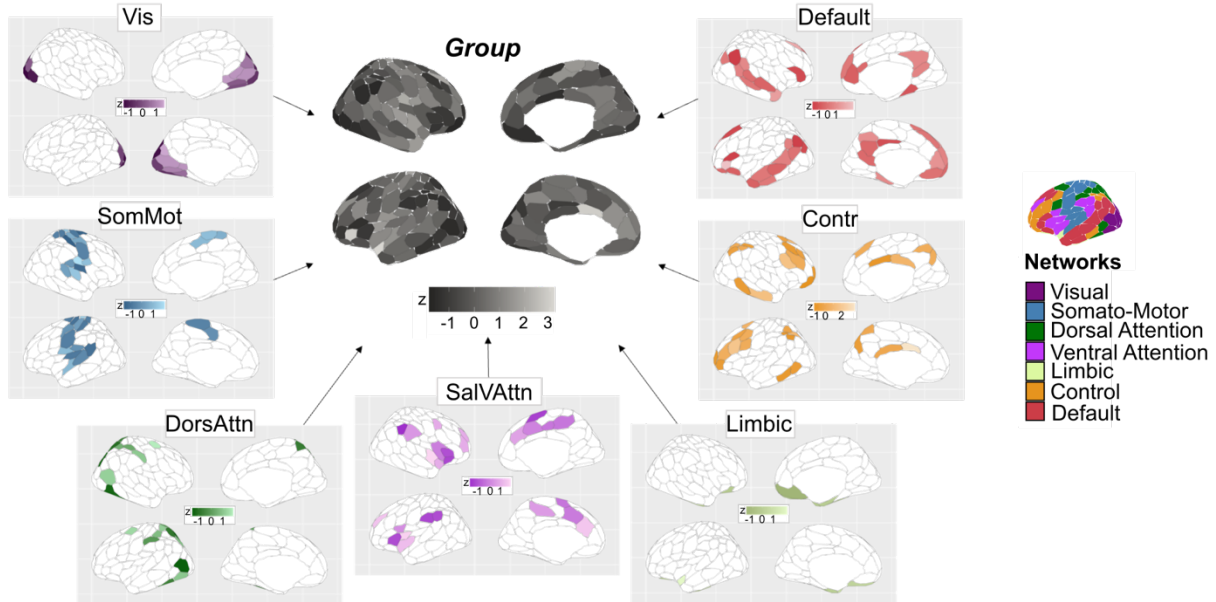 Vis
z
-1 0 1
Group
z
-1 0 1 2 3
Default
z
-1 0 1
SomMot
z
-1 0 1
Contr
z
-1 0 2
DorsAttn
z
-1 0 1
SalVAttn
z
-1 0 1
Limbic
z
-1 0 1
Networks
Visual
Somato-Motor
Dorsal Attention
Ventral Attention
Limbic
Control
Default